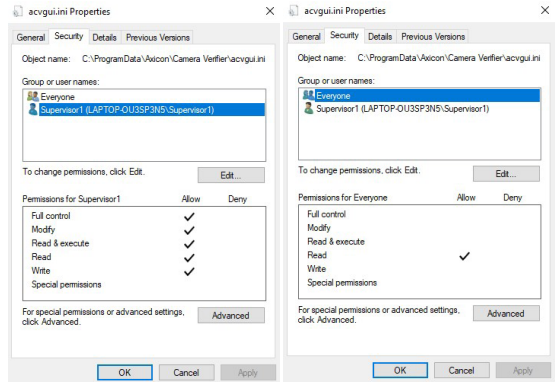 acvgui.ini Properties
General Security Details Previous Versions
Object name: C:\ProgramData\Axicon\Camera Verifier\acvgui.ini
Group or user names:
Everyone
Supervisor1 (LAPTOP-OU3SP3N5\Supervisor1)
To change permissions, click Edit.
Edit...
Permissions for Supervisor1 Allow Deny
Full control
Modify
Read & execute
Read
Write
Special permissions
For special permissions or advanced settings,
click Advanced.
Advanced
OK Cancel Apply
acvgui.ini Properties
General Security Details Previous Versions
Object name: C:\ProgramData\Axicon\Camera Verifier\acvgui.ini
Group or user names:
Everyone
Supervisor1 (LAPTOP-OU3SP3N5\Supervisor1)
To change permissions, click Edit.
Edit...
Permissions for Everyone Allow Deny
Full control
Modify
Read & execute
Read
Write
Special permissions
For special permissions or advanced settings,
click Advanced.
Advanced
OK Cancel Apply